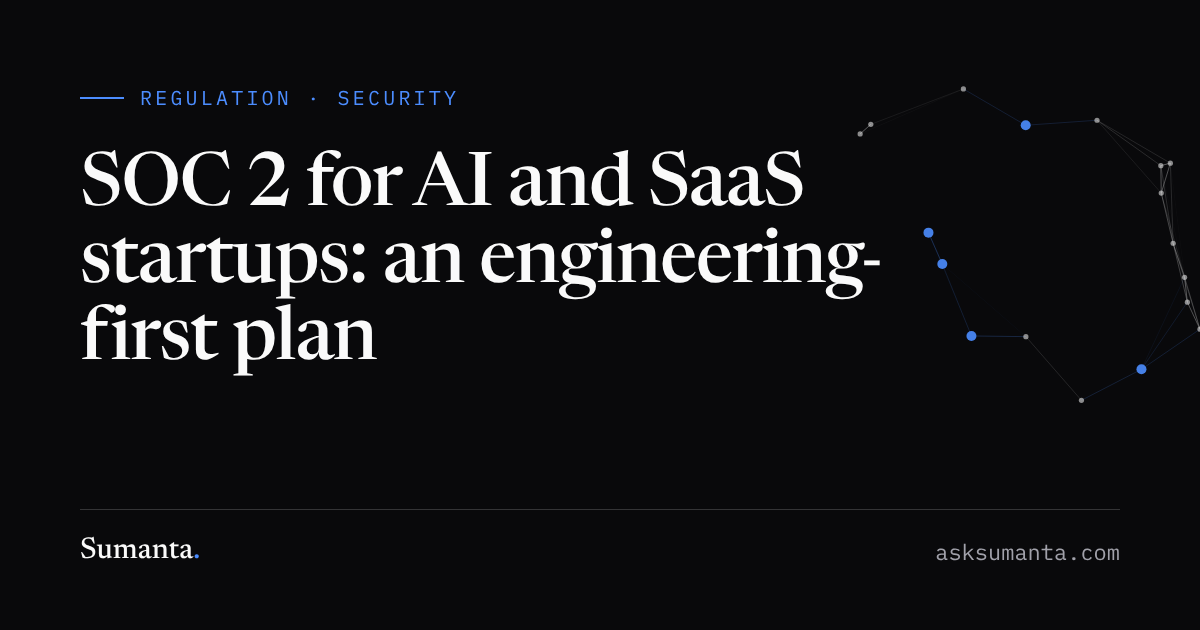 REGULATION · SECURITY
SOC 2 for AI and SaaS
startups: an engineering-
first plan
Sumanta.
asksumanta.com